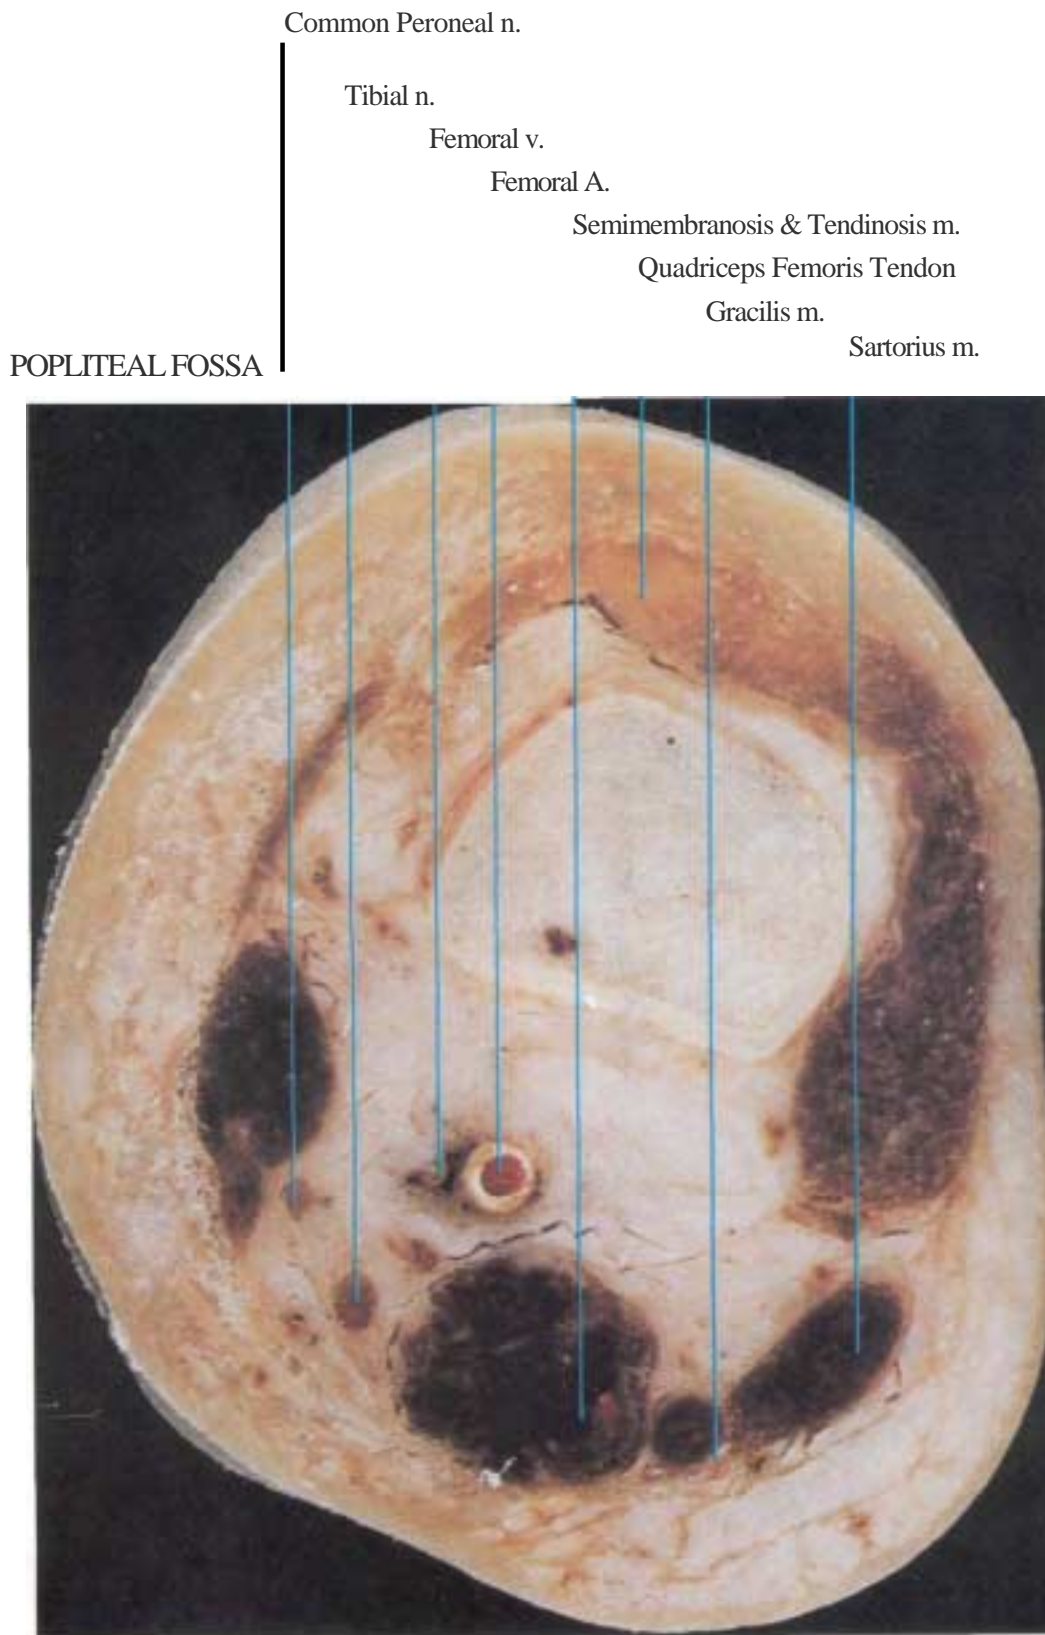 Common Peroneal n.
Tibial n.
Femoral v.
Femoral A.
Semimembranosis & Tendinosis m.
Quadriceps Femoris Tendon
Gracilis m.
Sartorius m.
POPLITEAL FOSSA